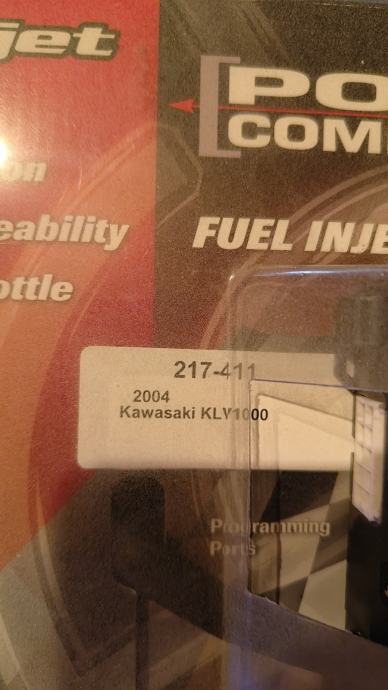 jet
PO
COM
on
eability
FUEL INJE
ottle
217-411
2004
Kawasaki KLV1000
Programming
Ports